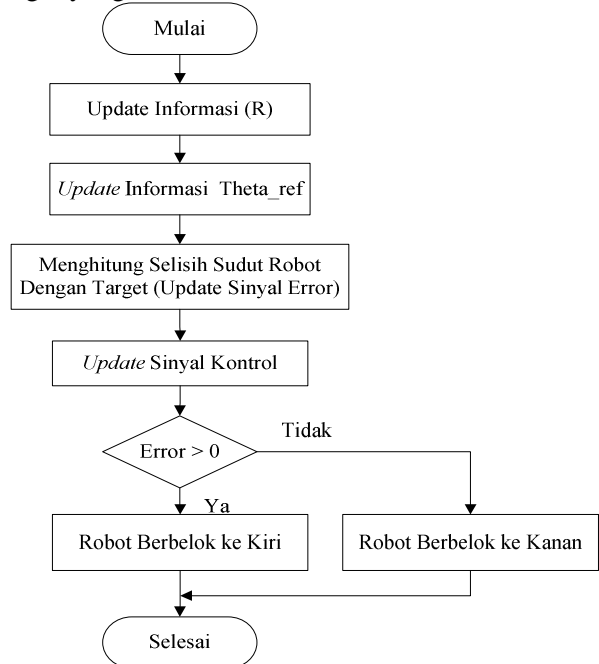 Mulai
Update Informasi (R)
Update Informasi Theta_ref
Menghitung Selisih Sudut Robot
Dengan Target (Update Sinyal Error)
Update Sinyal Kontrol
Error > 0
Tidak
Ya
Robot Berbelok ke Kiri
Robot Berbelok ke Kanan
Selesai